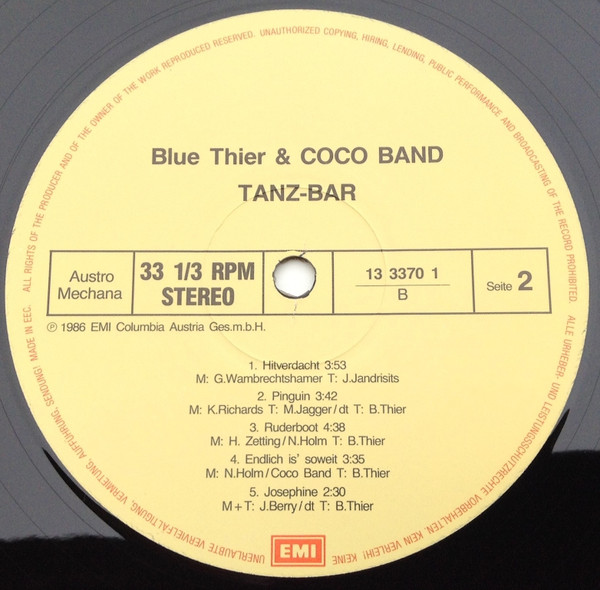 ALL RIGHTS OF THE PRODUCER AND OF THE OWNER OF THE WORK REPRODUCED RESERVED. UNAUTHORIZED COPYING, HIRING, LENDING, PUBLIC PERFORMANCE AND BROADCASTING OF THE RECORD PROHIBITED.
Blue Thier & COCO BAND
TANZ-BAR
Austro
Mechana
33 1/3 RPM
STEREO
13 3370 1
B
Seite 2
℗ 1986 EMI Columbia Austria Ges.m.b.H.
1. Hitverdacht 3:53
M: G.Wambrechtshamer T: J.Jandrisits
2. Pinguin 3:42
M: K.Richards T: M.Jagger/dt T: B.Thier
3. Ruderboot 4:38
M: H. Zetting/N.Holm T: B.Thier
4. Endlich is' soweit 3:35
M: N.Holm/Coco Band T: B.Thier
5. Josephine 2:30
M+T: J.Berry/dt T: B.Thier
EMI
ALLE URHEBER- UND LEISTUNGSSCHUTZRECHTE VORBEHALTEN. KEIN VERLEIH! KEINE UNERLAUBTE VERVIELFÄLTIGUNG, VERMIETUNG, AUFFÜHRUNG, SENDUNG! MADE IN EEC.